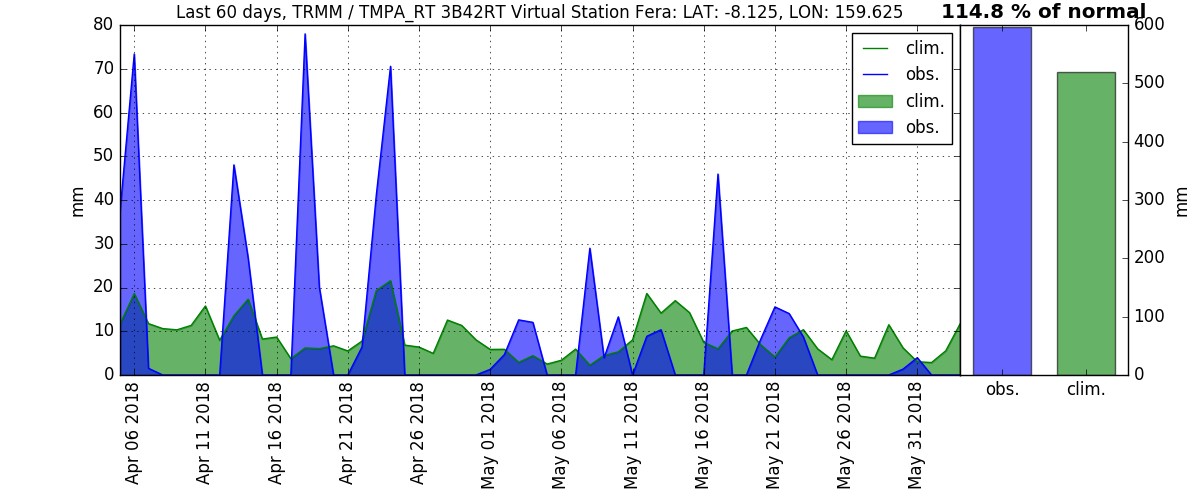 Last 60 days, TRMM / TMPA_RT 3B42RT Virtual Station Fera: LAT: -8.125, LON: 159.625
114.8 % of normal
80
70
60
50
40
30
20
10
0
mm
clim.
obs.
clim.
obs.
600
500
400
300
200
100
0
mm
Apr 06 2018
Apr 11 2018
Apr 16 2018
Apr 21 2018
Apr 26 2018
May 01 2018
May 06 2018
May 11 2018
May 16 2018
May 21 2018
May 26 2018
May 31 2018
obs.
clim.